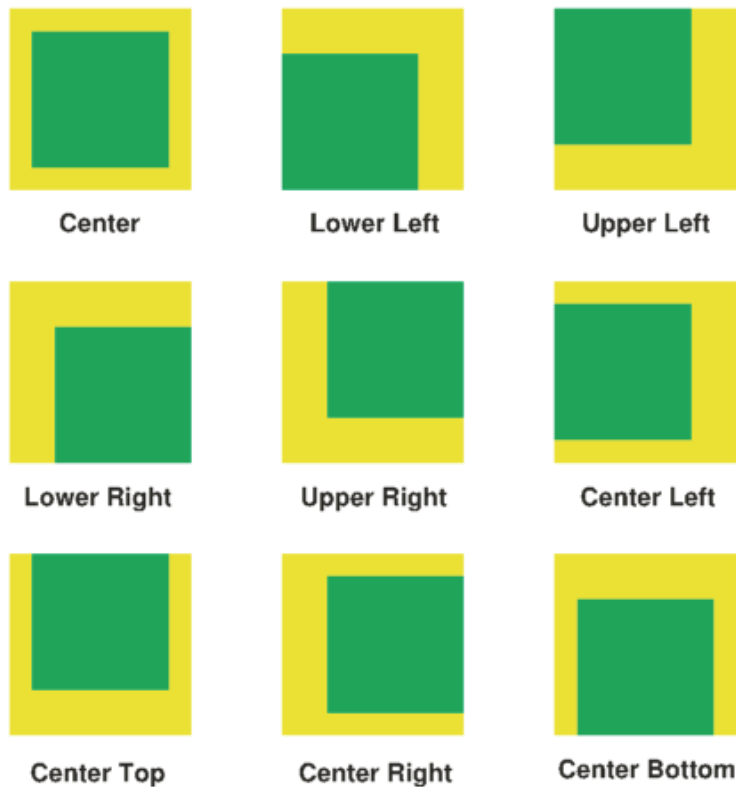 Center
Lower Left
Upper Left
Lower Right
Upper Right
Center Left
Center Top
Center Right
Center Bottom